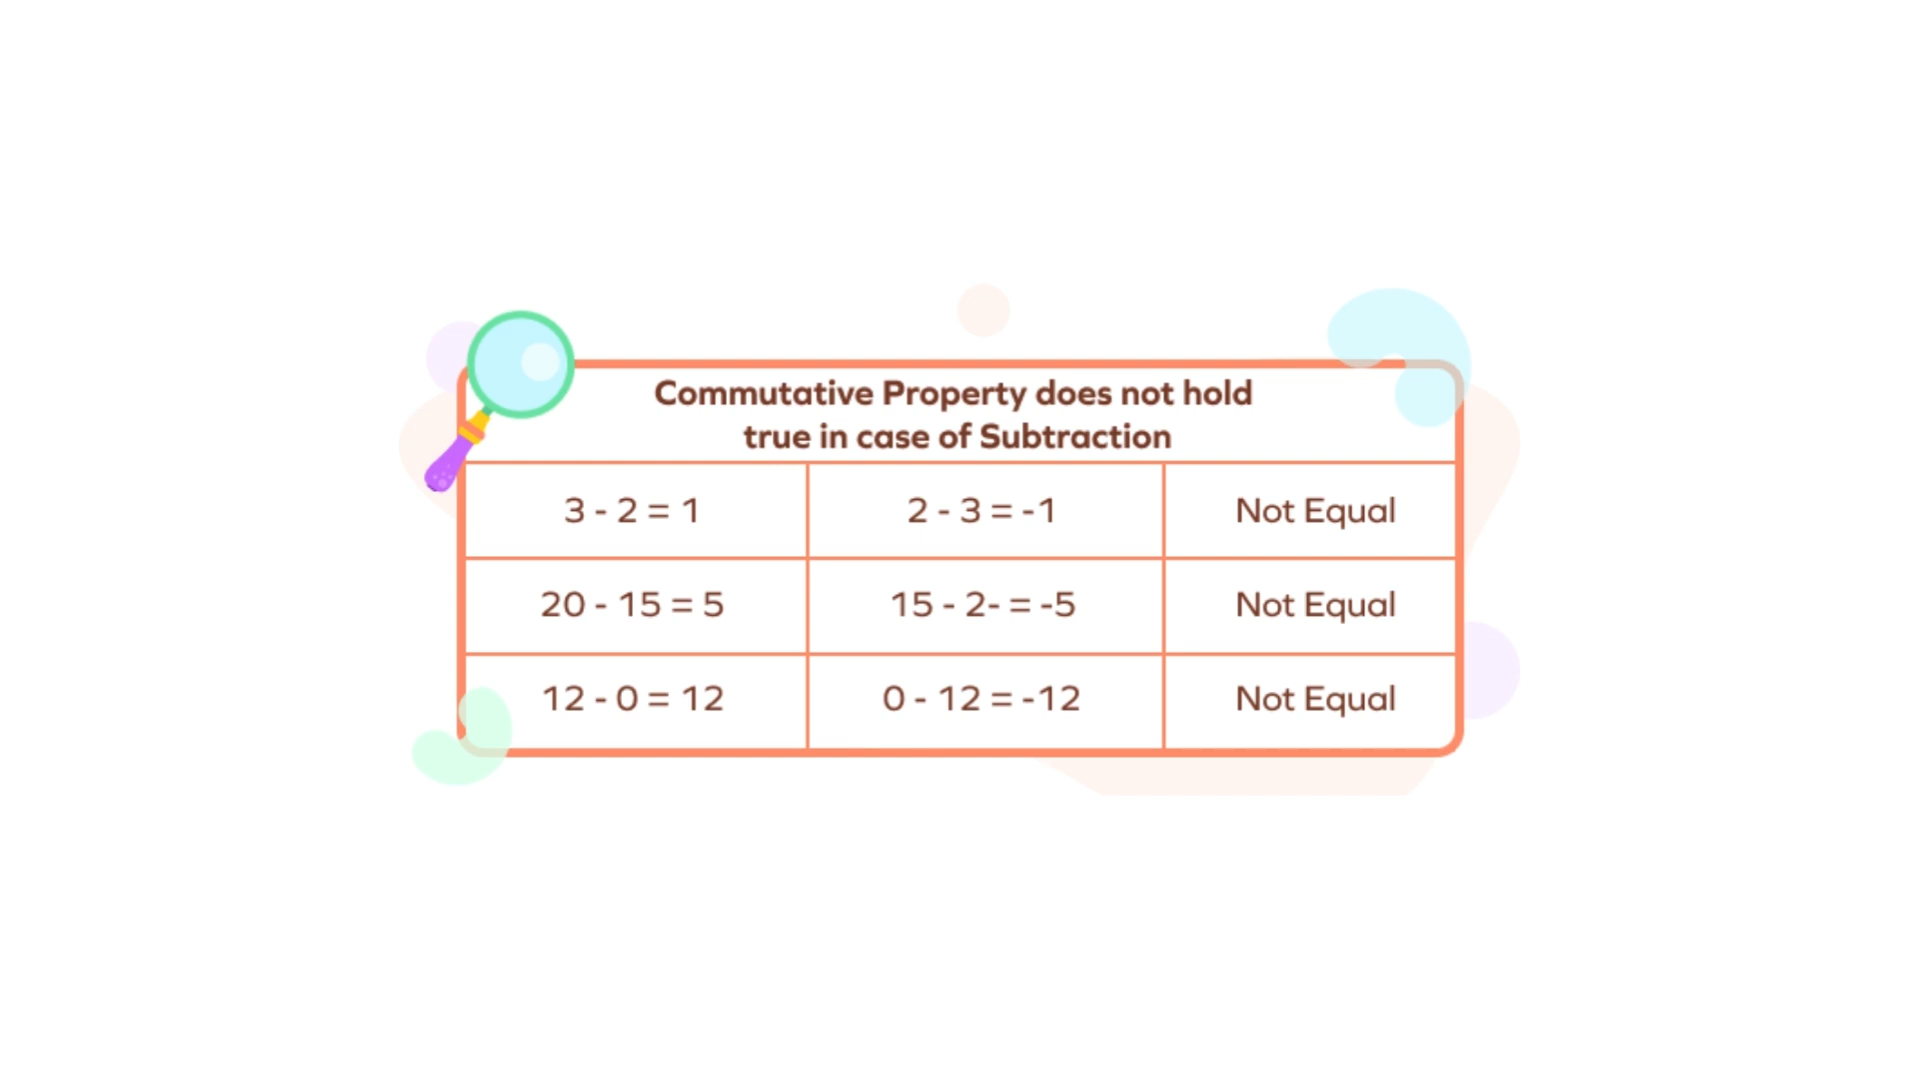 Commutative Property does not hold
true in case of Subtraction
3 - 2 = 1 2 - 3 = -1 Not Equal
20 - 15 = 5 15 - 2- = -5 Not Equal
12 - 0 = 12 0 - 12 = -12 Not Equal